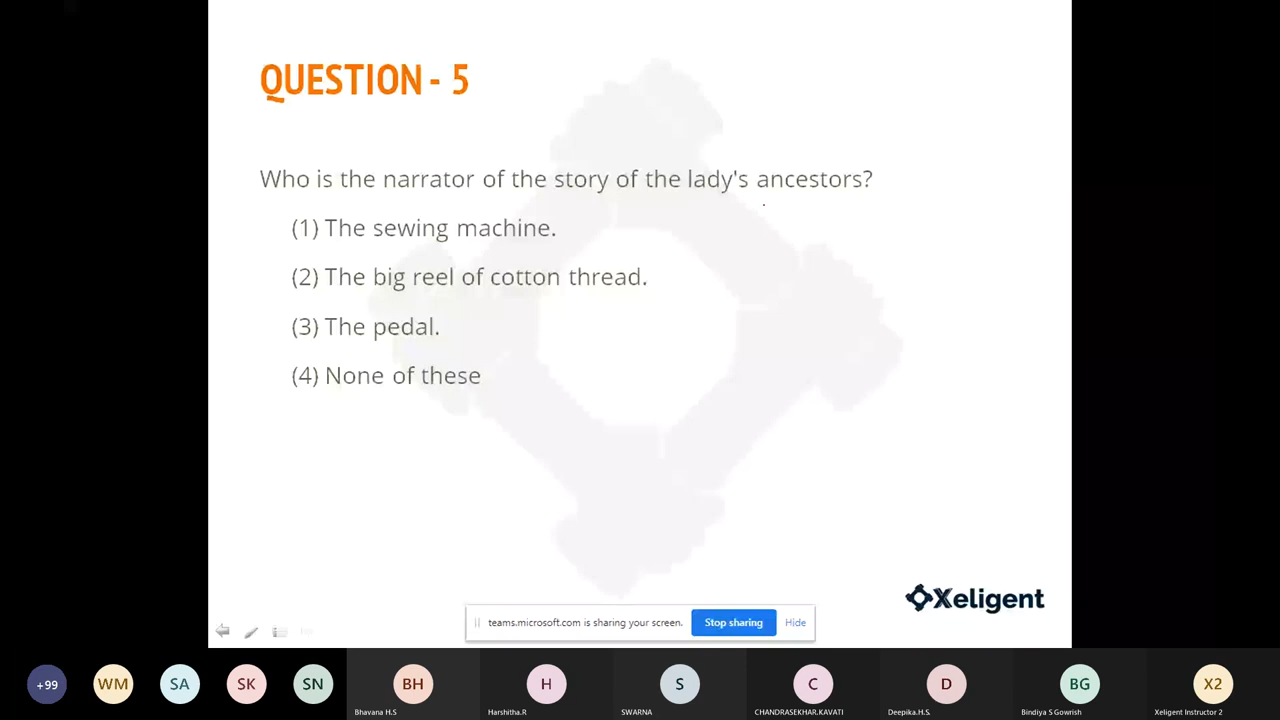 QUESTION - 5
Who is the narrator of the story of the lady's ancestors?
(1) The sewing machine.
(2) The big reel of cotton thread.
(3) The pedal.
(4) None of these
Xeligent
teams.microsoft.com is sharing your screen. Stop sharing Hide
+99 WM SA SK SN BH H S C D BG X2
Bhavana H.S Harshitha.R SWARNA CHANDRASEKHAR.KAVATI Deepika.H.S. Bindiya S Gowrish Xeligent Instructor 2